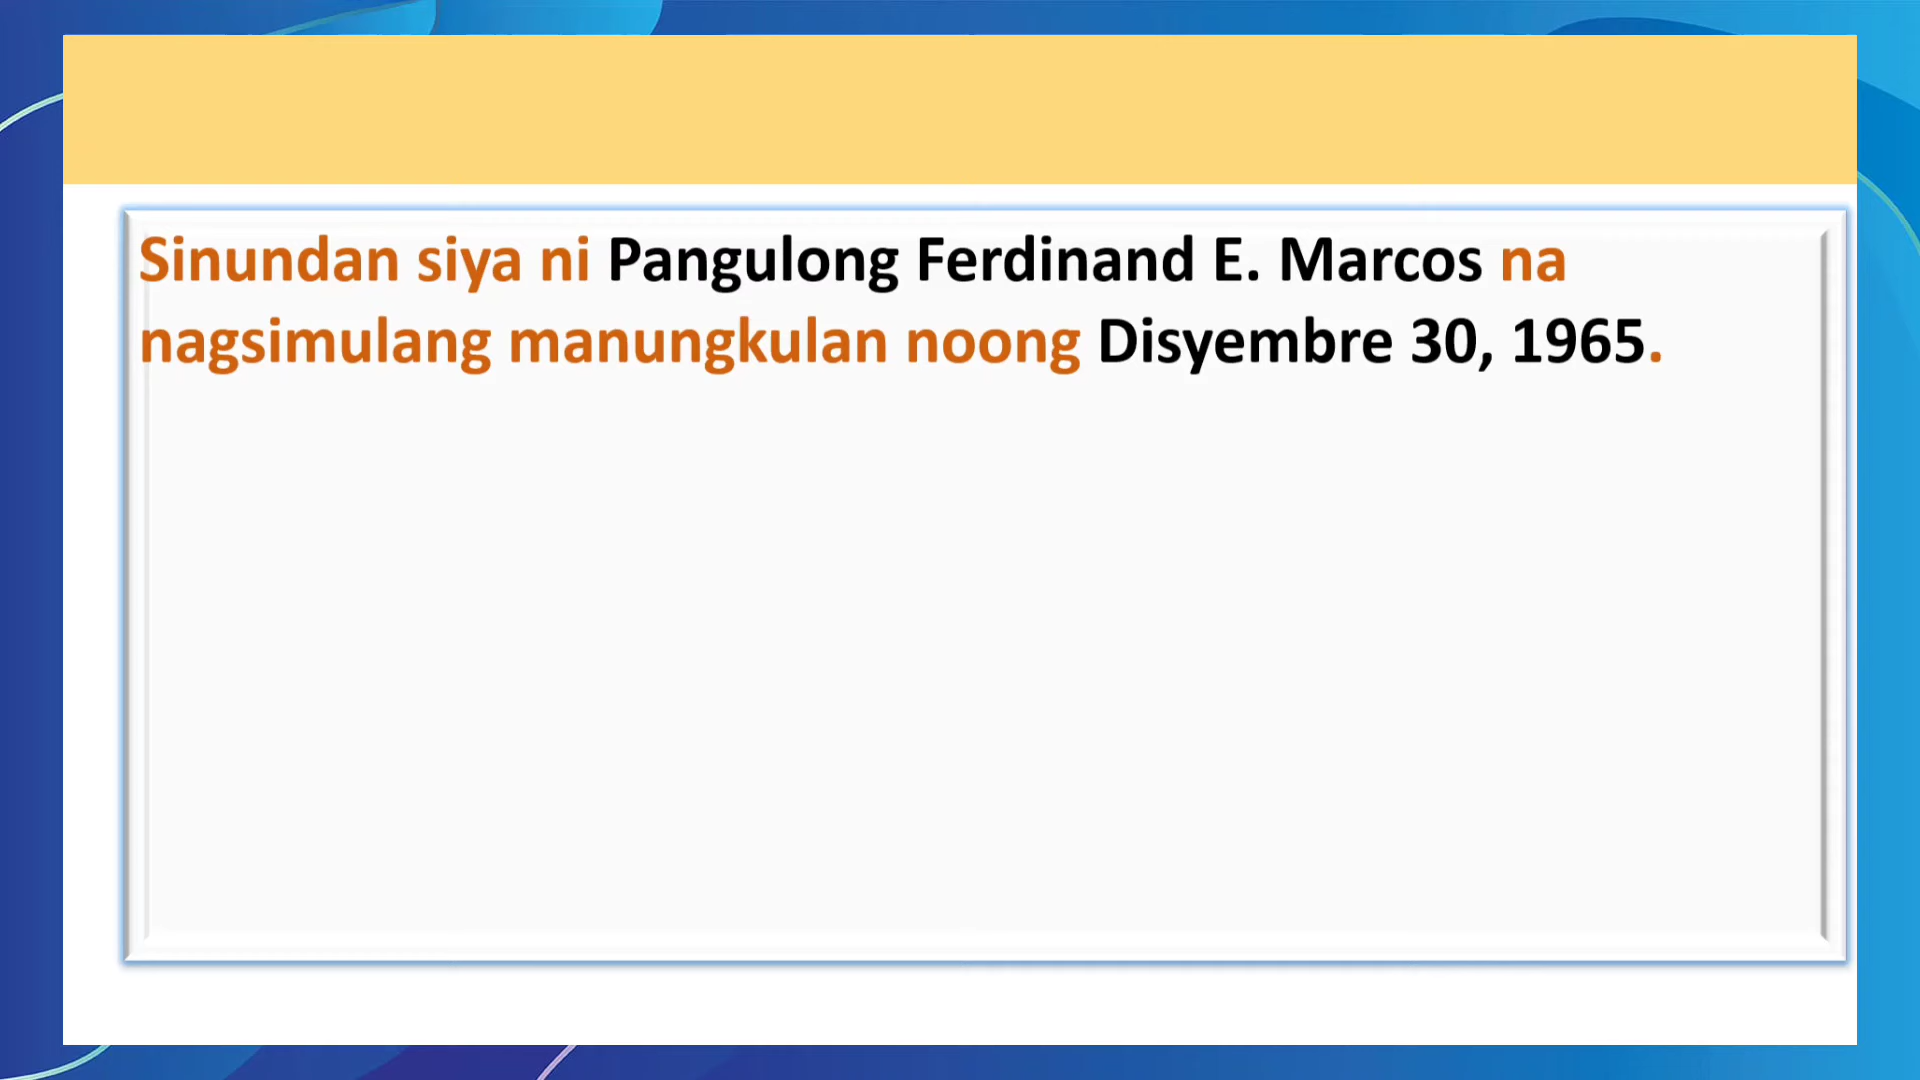 Sinundan siya ni Pangulong Ferdinand E. Marcos na
nagsimulang manungkulan noong Disyembre 30, 1965.